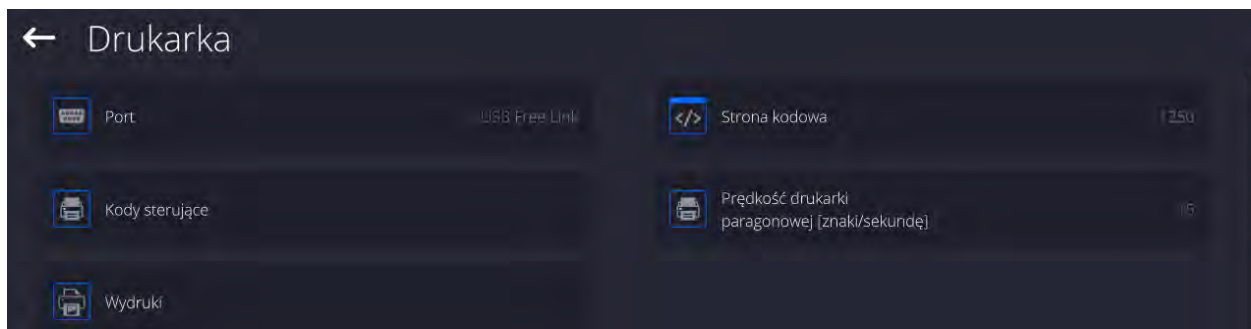 Drukarka
Port
USB Free Link
Strona kodowa
1250
Kody sterujące
Prędkość drukarki
paragonowej [znaki/sekundę]
15
Wydruki